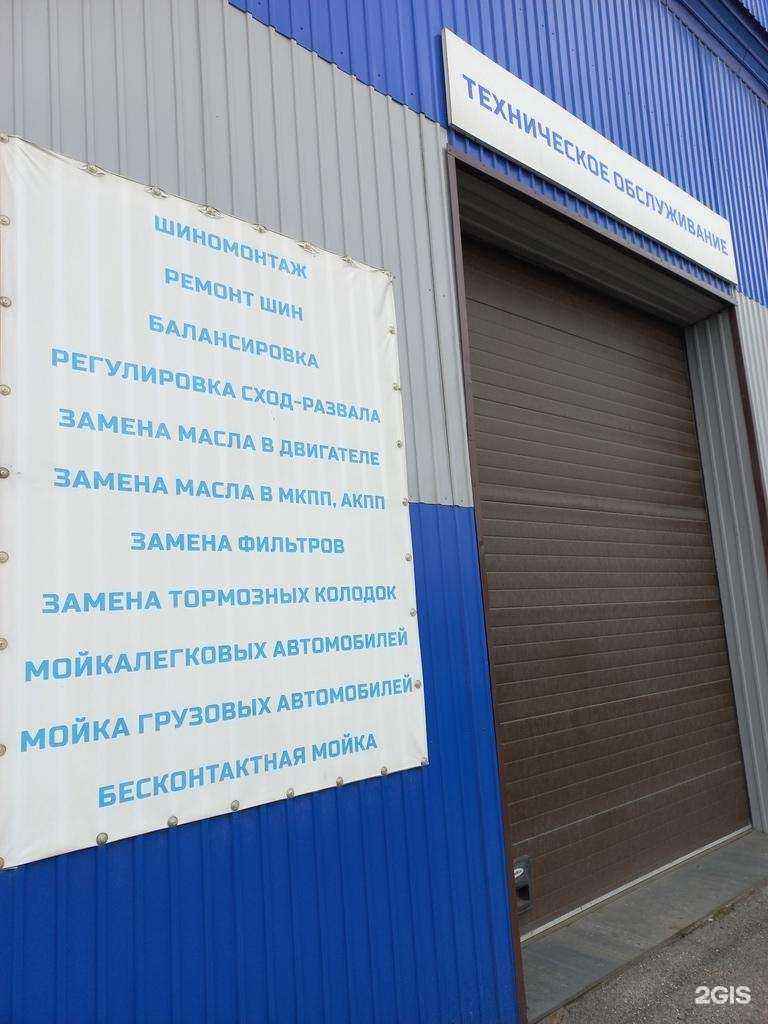 ТЕХНИЧЕСКОЕ ОБСЛУЖИВАНИЕ
ШИНОМОНТАЖ
РЕМОНТ ШИН
БАЛАНСИРОВКА
РЕГУЛИРОВКА СХОД-РАЗВАЛА
ЗАМЕНА МАСЛА В ДВИГАТЕЛЕ
ЗАМЕНА МАСЛА В МКПП, АКПП
ЗАМЕНА ФИЛЬТРОВ
ЗАМЕНА ТОРМОЗНЫХ КОЛОДОК
МОЙКАЛЕГКОВЫХ АВТОМОБИЛЕЙ
МОЙКА ГРУЗОВЫХ АВТОМОБИЛЕЙ
БЕСКОНТАКТНАЯ МОЙКА
2GIS